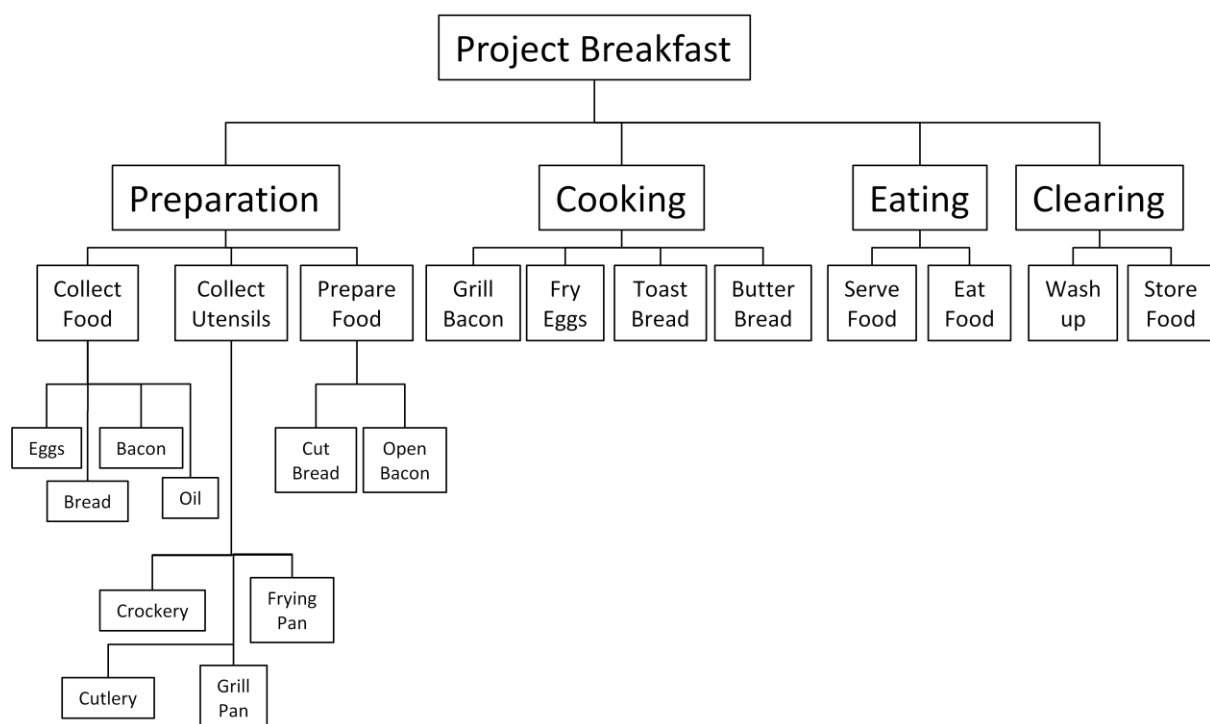 Project Breakfast
Preparation
Cooking
Eating
Clearing
Collect
Food
Collect
Utensils
Prepare
Food
Grill
Bacon
Fry
Eggs
Toast
Bread
Butter
Bread
Serve
Food
Eat
Food
Wash
up
Store
Food
Eggs
Bacon
Bread
Oil
Cut
Bread
Open
Bacon
Crockery
Frying
Pan
Cutlery
Grill
Pan